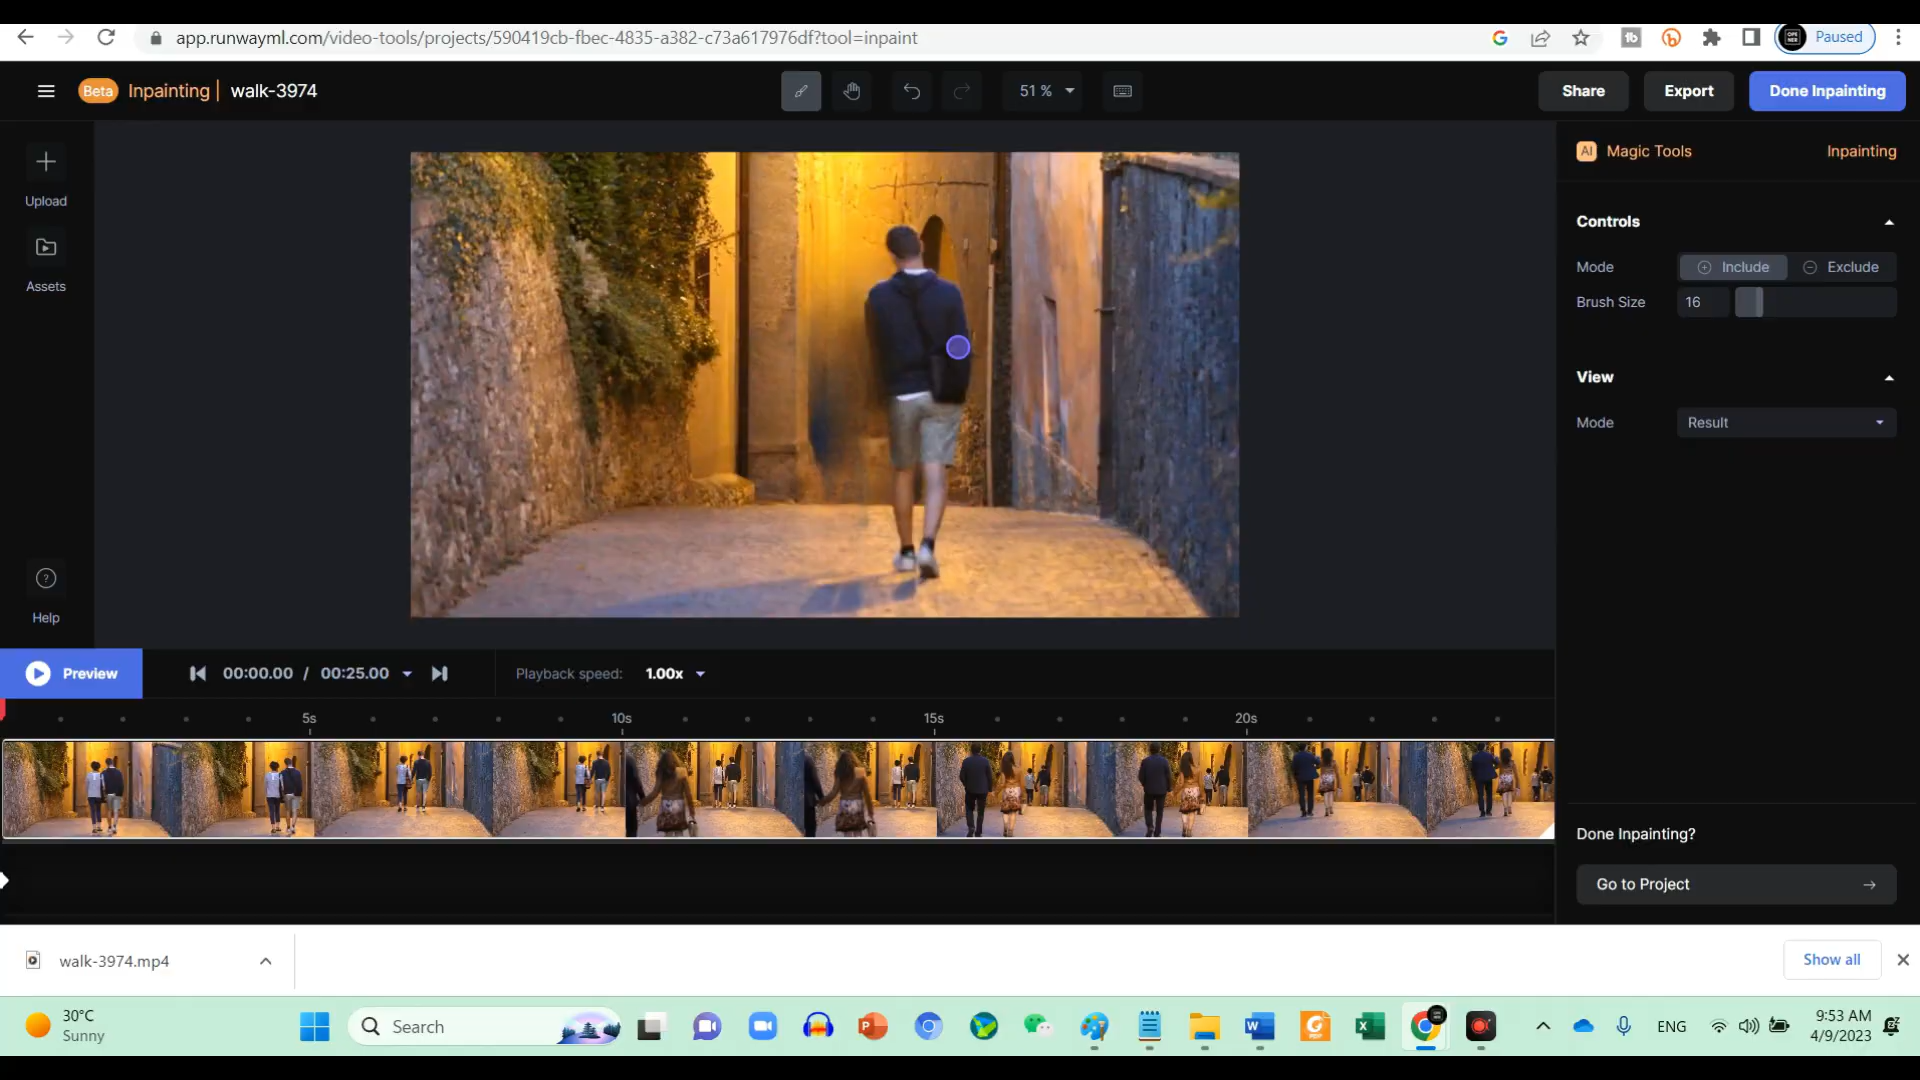 app.runwayml.com/video-tools/projects/590419cb-fbec-4835-a382-c73a617976df?tool=inpaint
Paused
Beta Inpainting | walk-3974
51 %
Share
Export
Done Inpainting
Upload
Assets
Help
AI Magic Tools
Inpainting
Controls
Mode
Include
Exclude
Brush Size
16
View
Mode
Result
Preview
00:00.00 / 00:25.00
Playback speed: 1.00x
5s
10s
15s
20s
Done Inpainting?
Go to Project
walk-3974.mp4
Show all
30°C
Sunny
Search
ENG
9:53 AM
4/9/2023